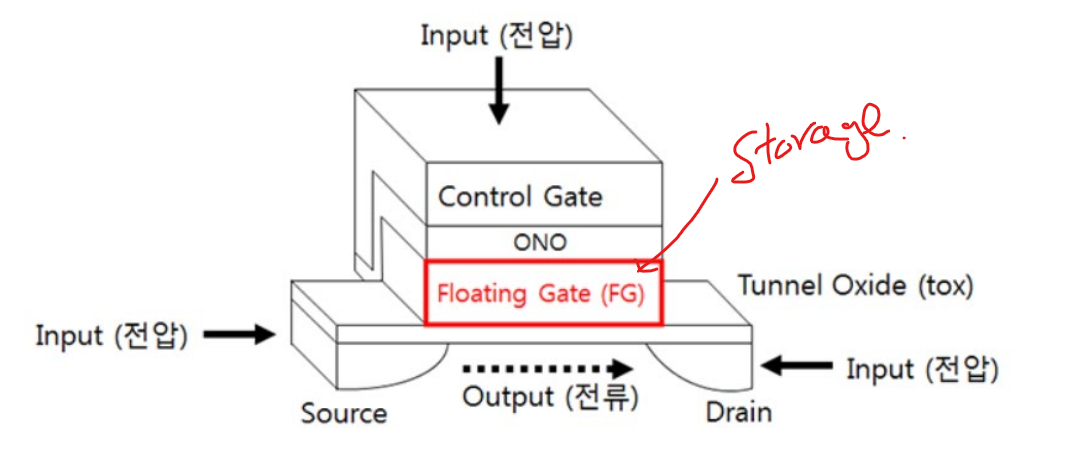 Input (전압)
Storage.
Control Gate
ONO
Floating Gate (FG)
Tunnel Oxide (tox)
Input (전압)
Input (전압)
Output (전류)
Source
Drain